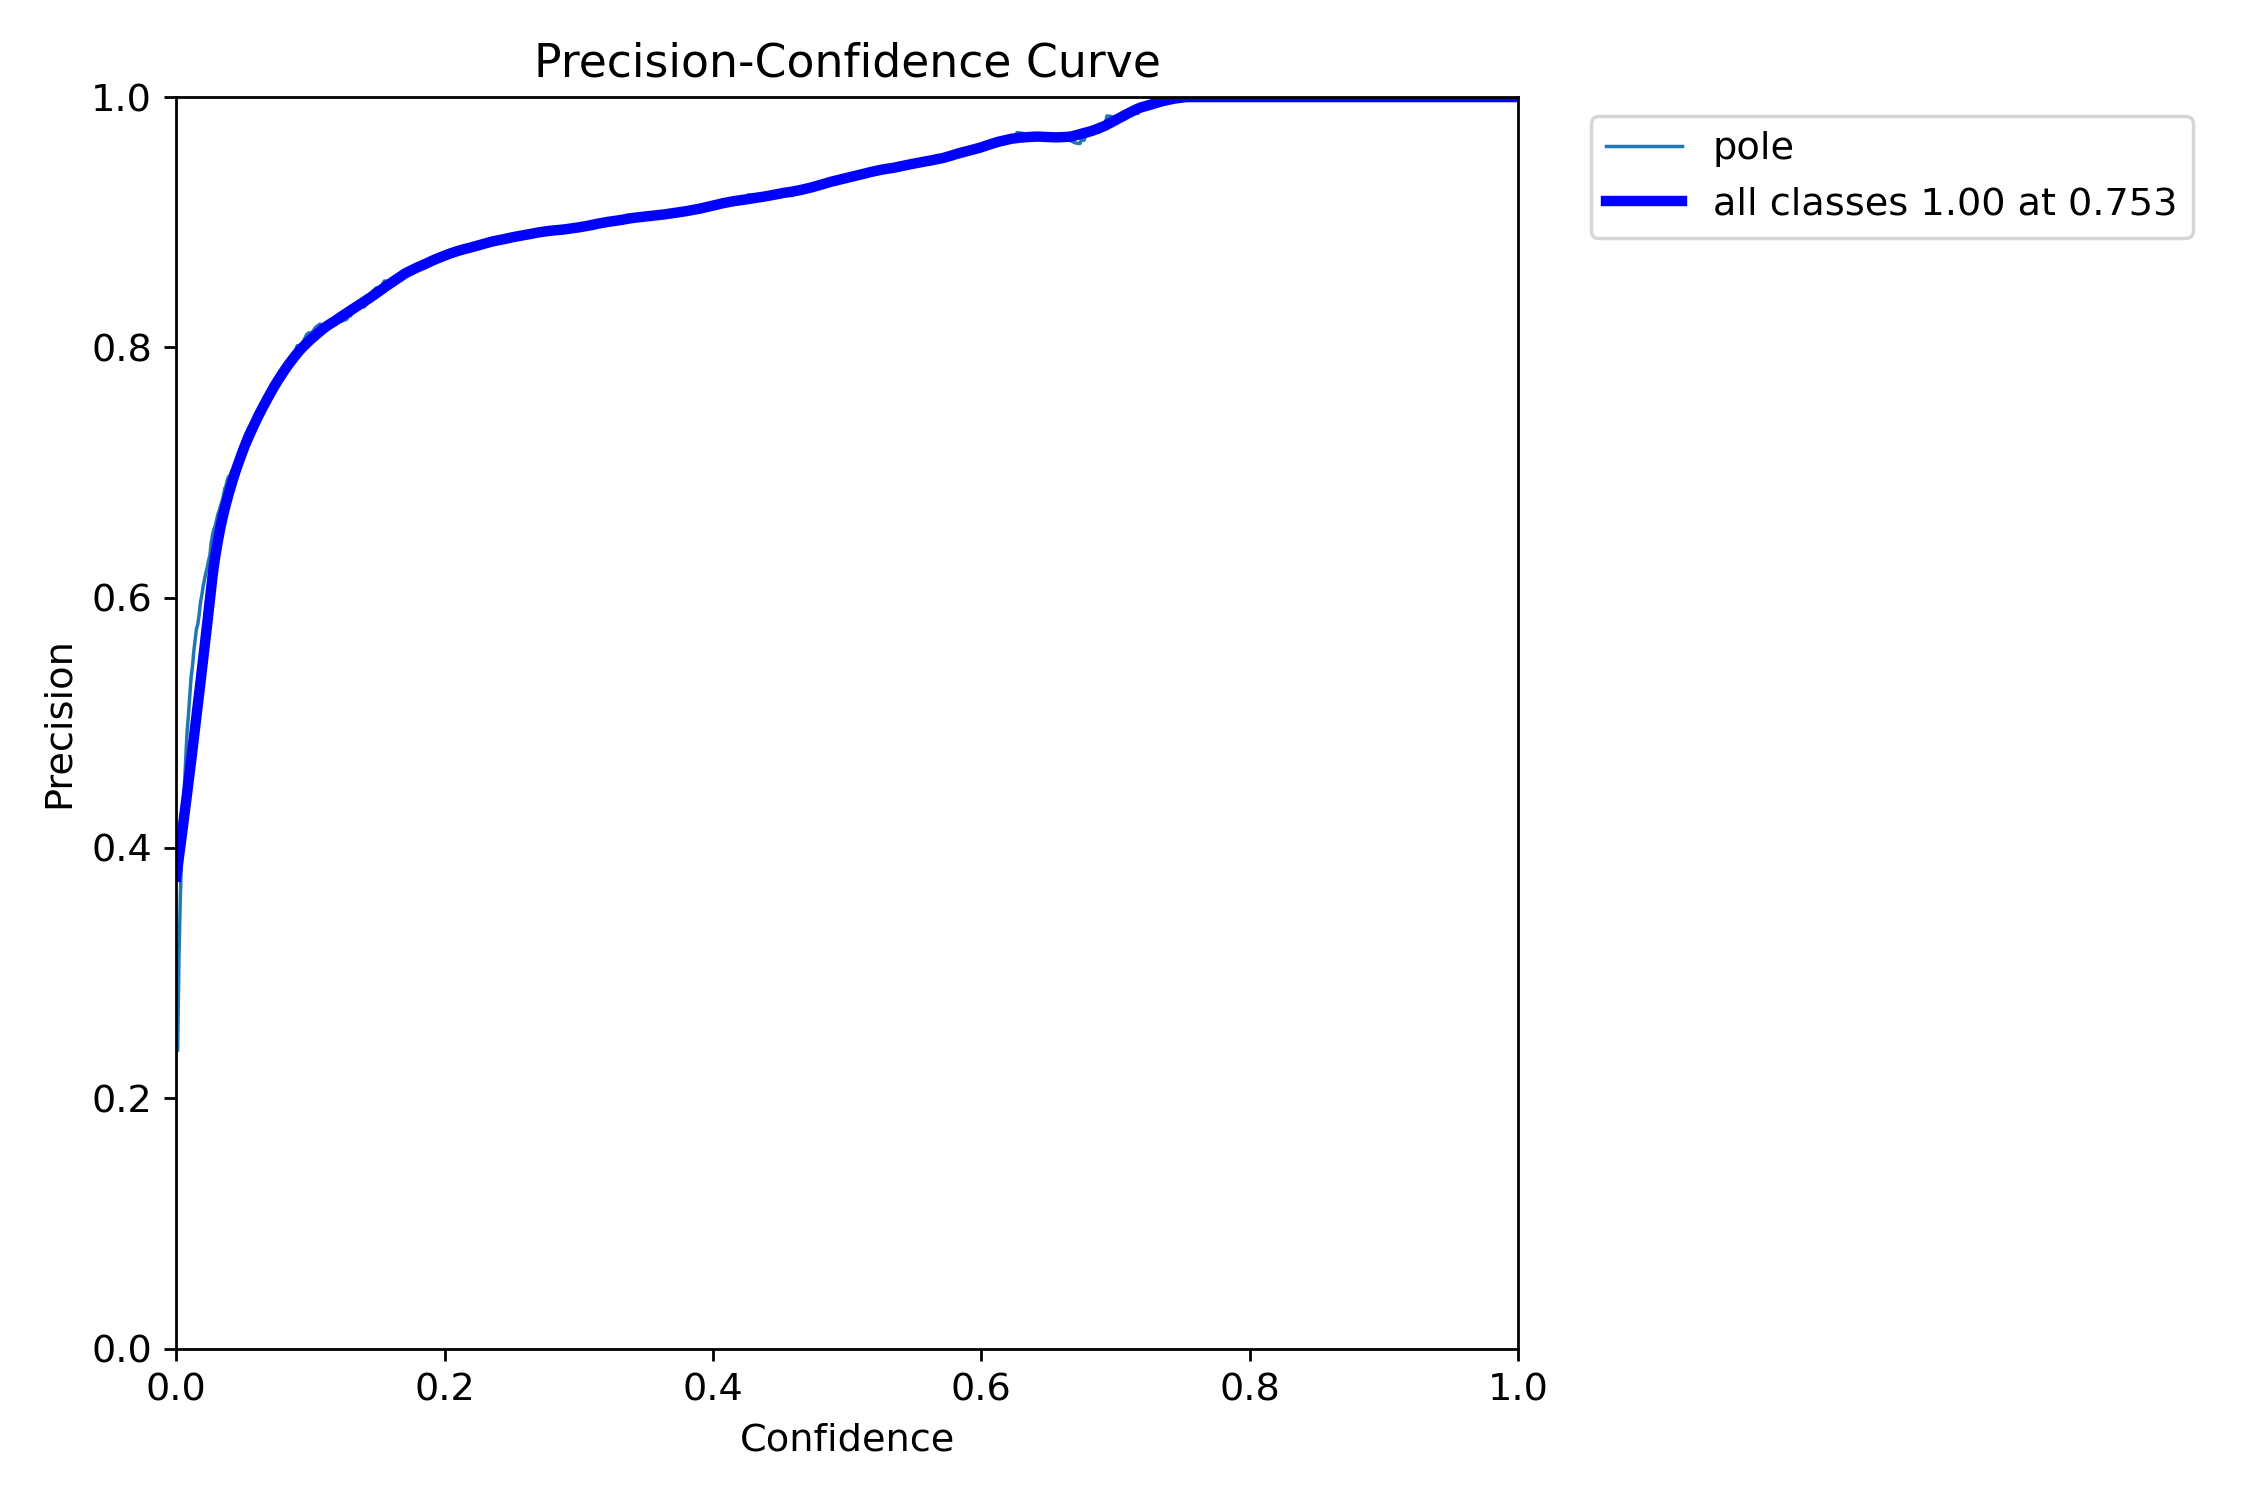 Precision-Confidence Curve
1.0
0.8
0.6
0.4
0.2
0.0
Precision
0.0 0.2 0.4 0.6 0.8 1.0
Confidence
pole
all classes 1.00 at 0.753